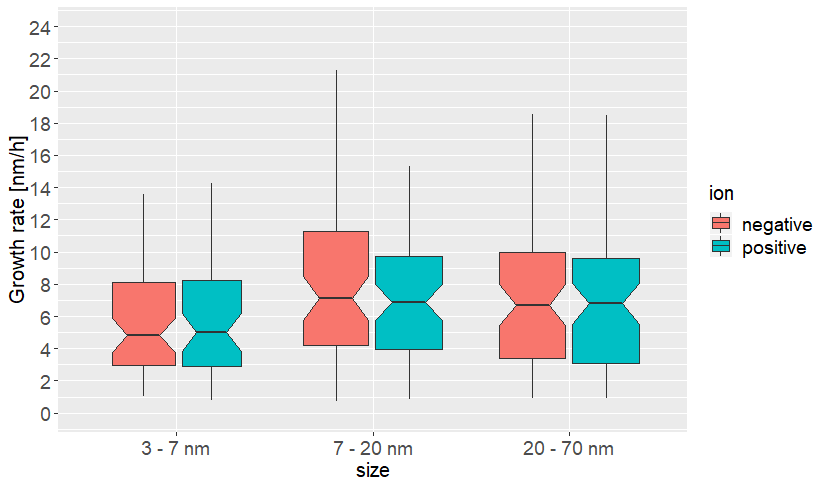 Growth rate [nm/h]
24
22
20
18
16
14
12
10
8
6
4
2
0
3 - 7 nm
7 - 20 nm
20 - 70 nm
size
ion
negative
positive